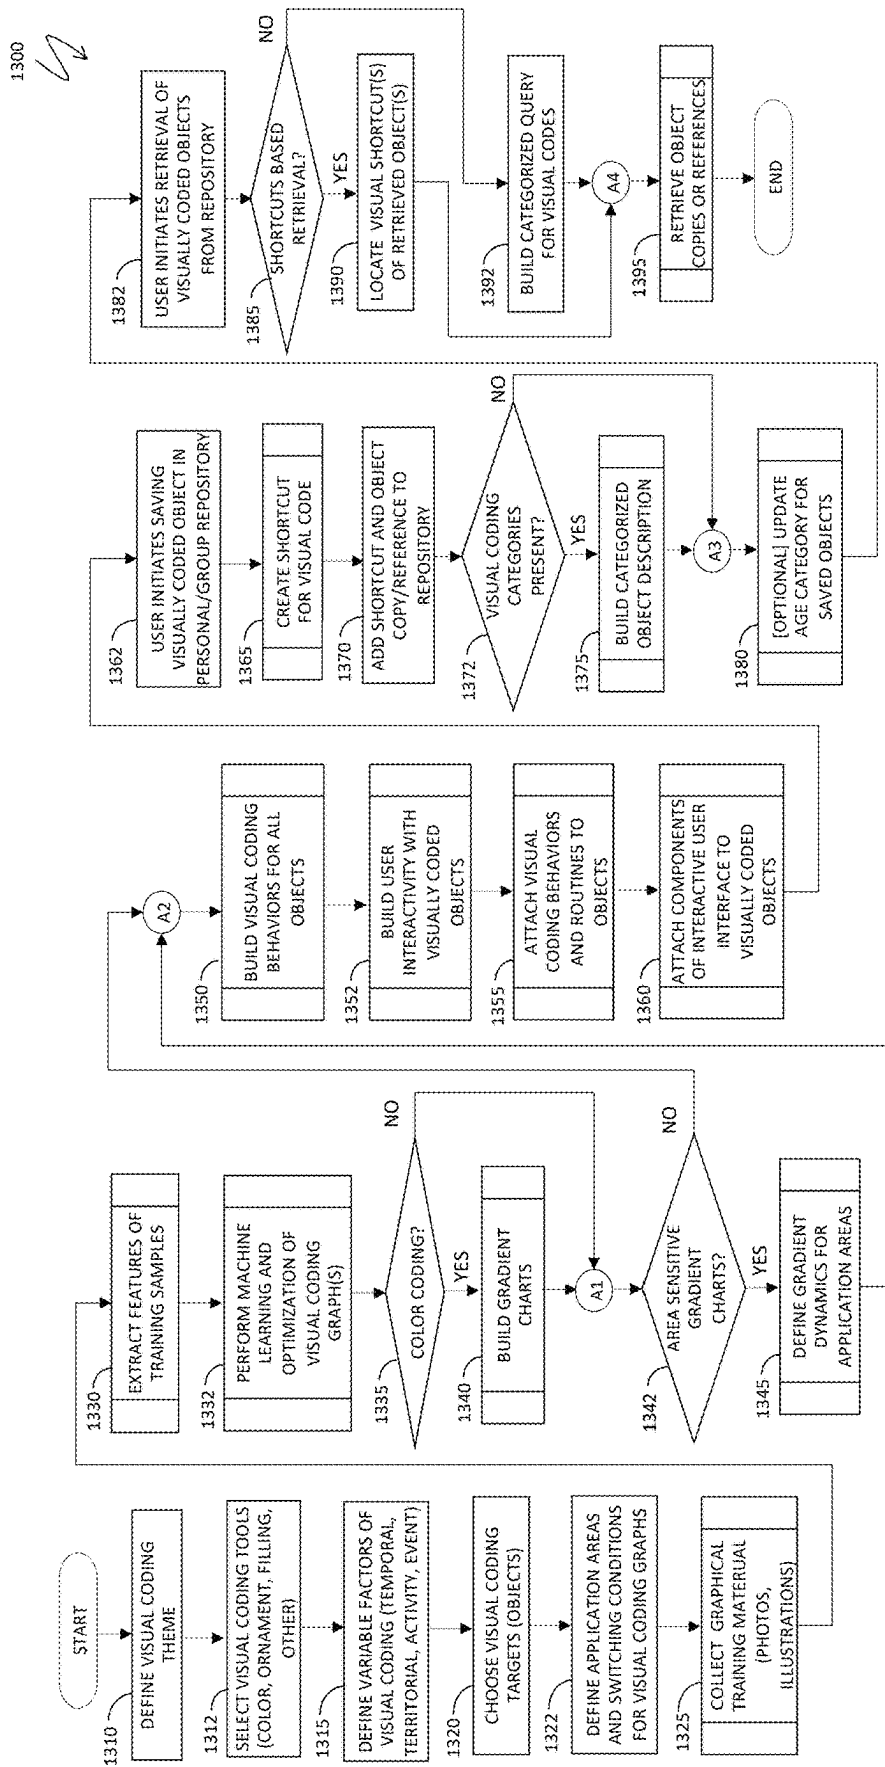 1300
START
1310
DEFINE VISUAL CODING
THEME
1312
SELECT VISUAL CODING TOOLS
(COLOR, ORNAMENT, FILLING,
OTHER)
1315
DEFINE VARIABLE FACTORS OF
VISUAL CODING (TEMPORAL,
TERRITORIAL, ACTIVITY, EVENT)
1320
CHOOSE VISUAL CODING
TARGETS (OBJECTS)
1322
DEFINE APPLICATION AREAS
AND SWITCHING CONDITIONS
FOR VISUAL CODING GRAPHS
1325
COLLECT GRAPHICAL
TRAINING MATERUAL
(PHOTOS,
ILLUSTRATIONS)
1330
EXTRACT FEATURES OF
TRAINING SAMPLES
1332
PERFORM MACHINE
LEARNING AND
OPTIMIZATION OF
VISUAL CODING
GRAPH(S)
1335
COLOR CODING?
NO
YES
1340
BUILD GRADIENT
CHARTS
A1
1342
AREA SENSITIVE
GRADIENT
CHARTS?
NO
YES
1345
DEFINE GRADIENT
DYNAMICS FOR
APPLICATION AREAS
A2
1350
BUILD VISUAL CODING
BEHAVIORS FOR ALL
OBJECTS
1352
BUILD USER
INTERACTIVITY WITH
VISUALLY CODED
OBJECTS
1355
ATTACH VISUAL
CODING BEHAVIORS
AND ROUTINES TO
OBJECTS
1360
ATTACH COMPONENTS
OF INTERACTIVE USER
INTERFACE TO
VISUALLY CODED
OBJECTS
1362
USER INITIATES SAVING
VISUALLY CODED OBJECT IN
PERSONAL/GROUP REPOSITORY
1365
CREATE SHORTCUT
FOR VISUAL CODE
1370
ADD SHORTCUT AND OBJECT
COPY/REFERENCE TO
REPOSITORY
1372
VISUAL CODING
CATEGORIES
PRESENT?
NO
YES
1375
BUILD CATEGORIZED
OBJECT DESCRIPTION
A3
1380
[OPTIONAL] UPDATE
AGE CATEGORY FOR
SAVED OBJECTS
1382
USER INITIATES RETRIEVAL OF
VISUALLY CODED OBJECTS
FROM REPOSITORY
1385
SHORTCUTS BASED
RETRIEVAL?
NO
YES
1390
LOCATE VISUAL SHORTCUT(S)
OF RETRIEVED OBJECT(S)
1392
BUILD CATEGORIZED QUERY
FOR VISUAL CODES
A4
1395
RETRIEVE OBJECT
COPIES OR REFERENCES
END